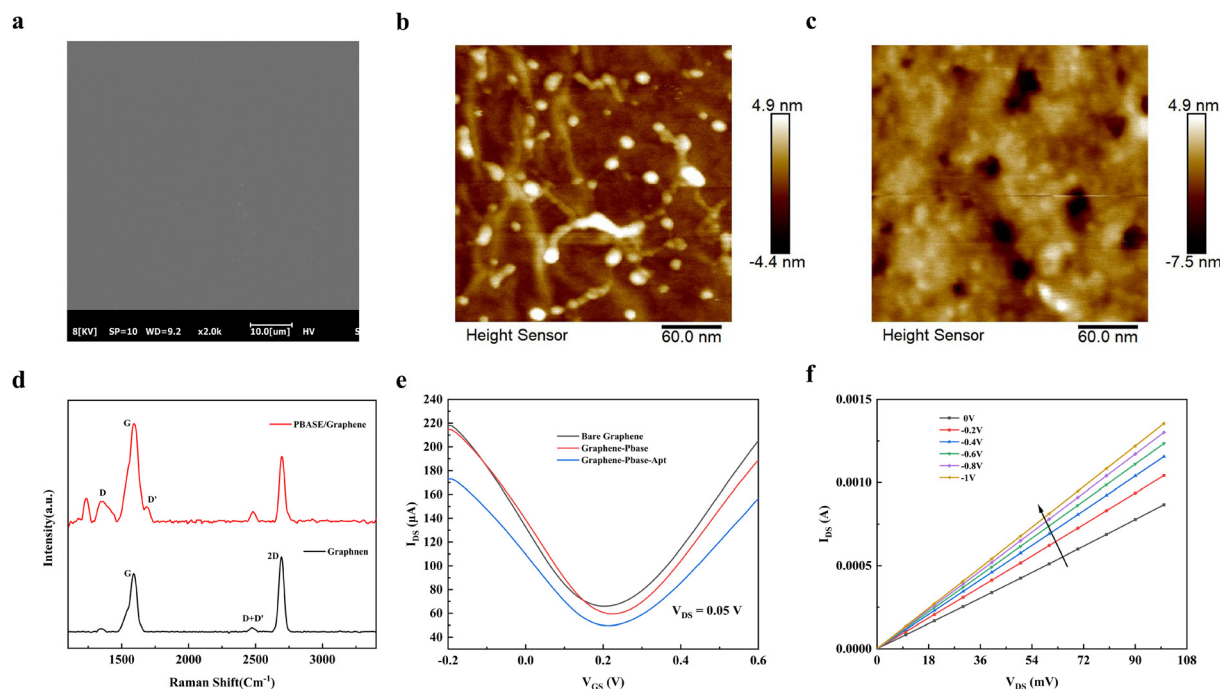 a
8[KV] SP=10 WD=9.2 x2.0k 10.0[um] HV S
b
4.9 nm
-4.4 nm
Height Sensor 60.0 nm
c
4.9 nm
-7.5 nm
Height Sensor 60.0 nm
d
Intensity(a.u.)
G
PBASE/Graphene
D
D'
Graphnen
2D
G
D+D'
1500 2000 2500 3000
Raman Shift(Cm-1)
e
240
220
200
180
160
140
120
100
80
60
40
IDS (μA)
Bare Graphene
Graphene-Pbase
Graphene-Pbase-Apt
VDS = 0.05 V
-0.2 0.0 0.2 0.4 0.6
VGS (V)
f
0.0015
0.0010
0.0005
0.0000
IDS (A)
0V
-0.2V
-0.4V
-0.6V
-0.8V
-1V
0 18 36 54 72 90 108
VDS (mV)